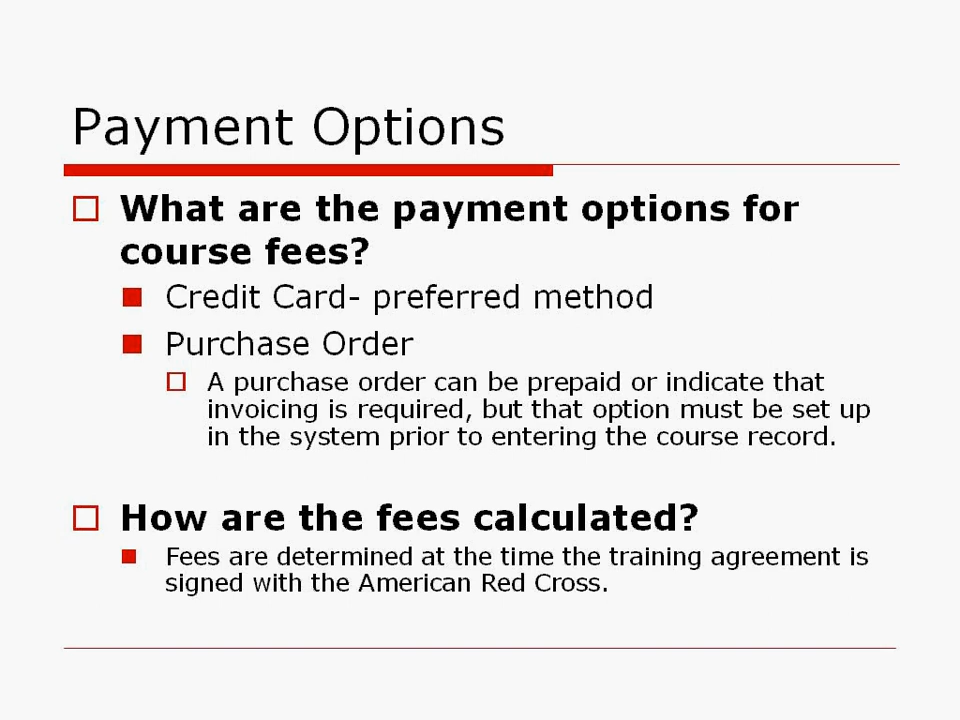 Payment Options
What are the payment options for
course fees?
Credit Card- preferred method
Purchase Order
A purchase order can be prepaid or indicate that
invoicing is required, but that option must be set up
in the system prior to entering the course record.
How are the fees calculated?
Fees are determined at the time the training agreement is
signed with the American Red Cross.